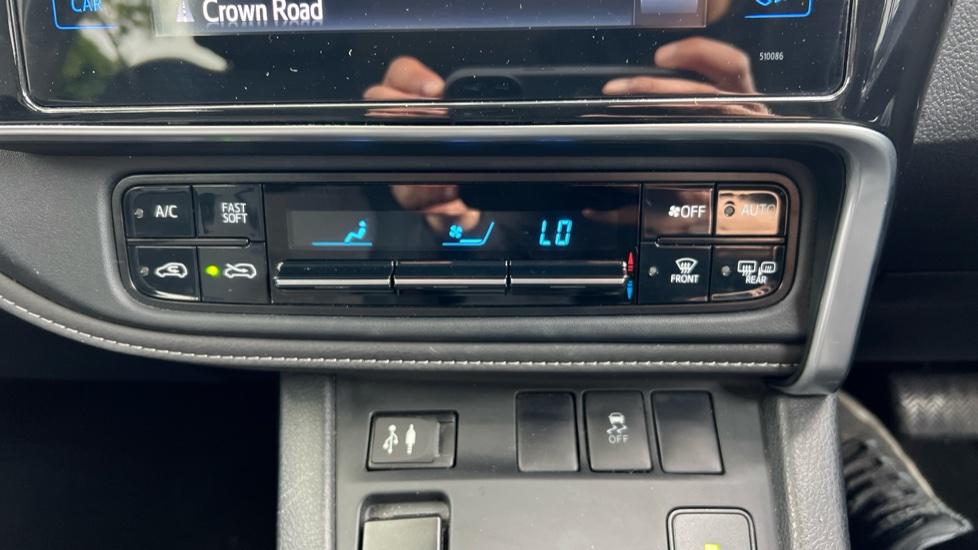 CAR
Crown Road
510086
A/C
FAST
SOFT
LO
OFF
AUTO
FRONT
REAR
OFF